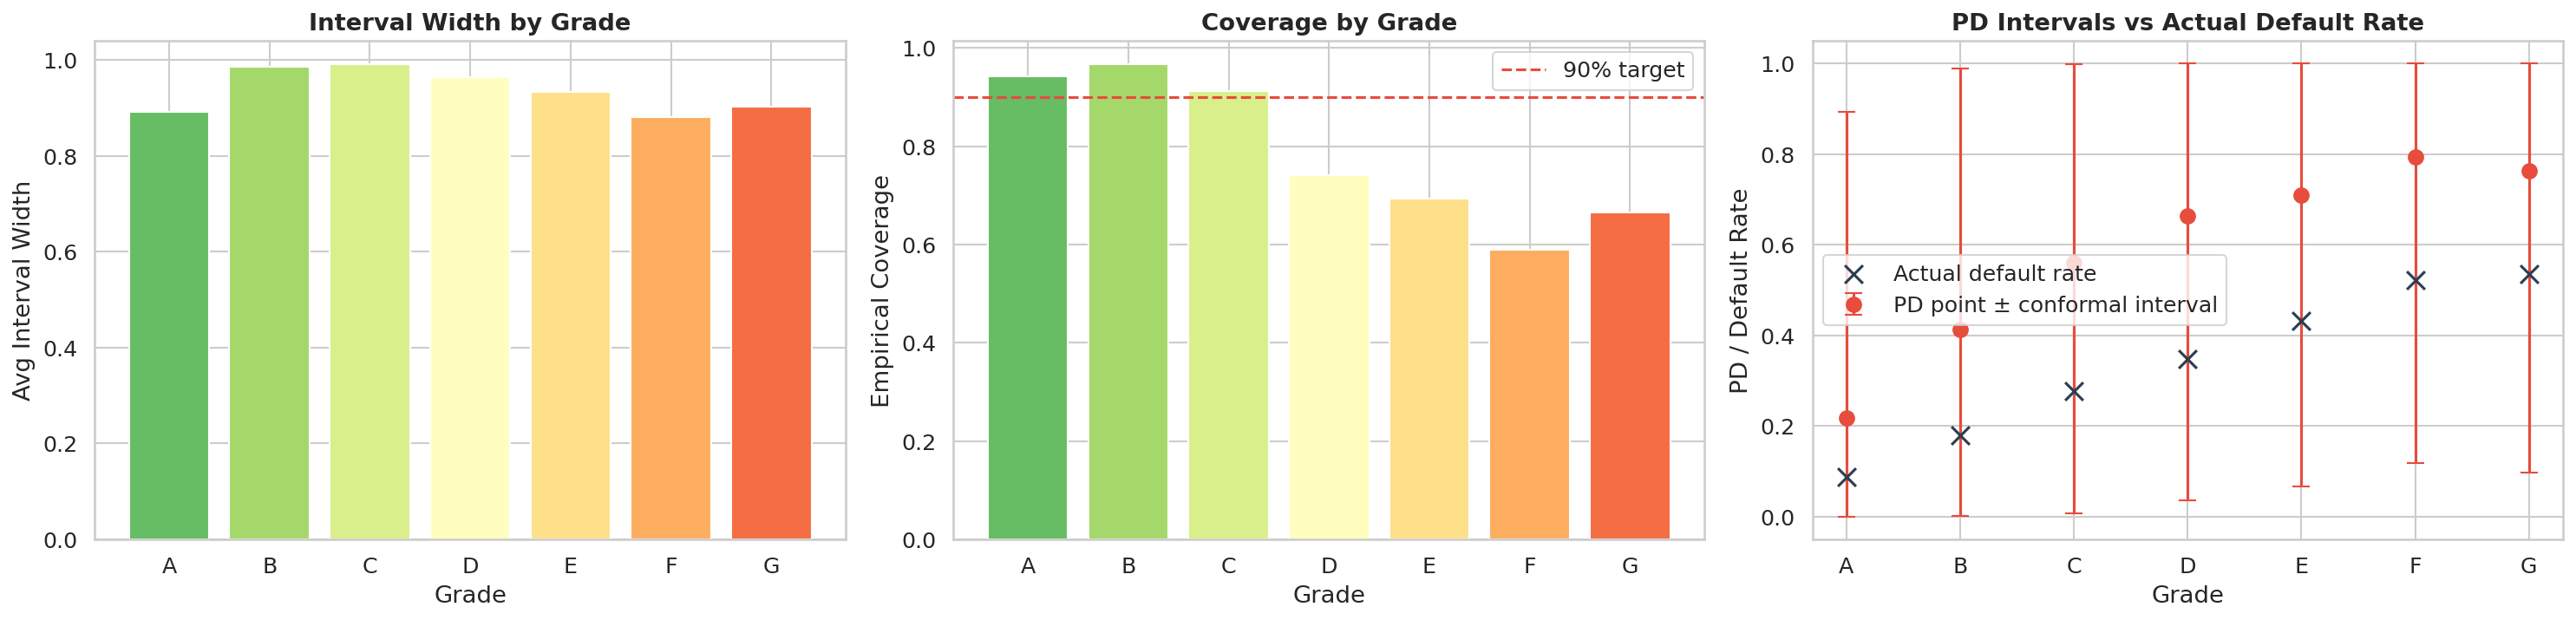 Interval Width by Grade
Avg Interval Width
1.0
0.8
0.6
0.4
0.2
0.0
A B C D E F G
Grade
Coverage by Grade
Empirical Coverage
1.0
0.8
0.6
0.4
0.2
0.0
90% target
A B C D E F G
Grade
PD Intervals vs Actual Default Rate
PD / Default Rate
1.0
0.8
0.6
0.4
0.2
0.0
Actual default rate
PD point ± conformal interval
A B C D E F G
Grade